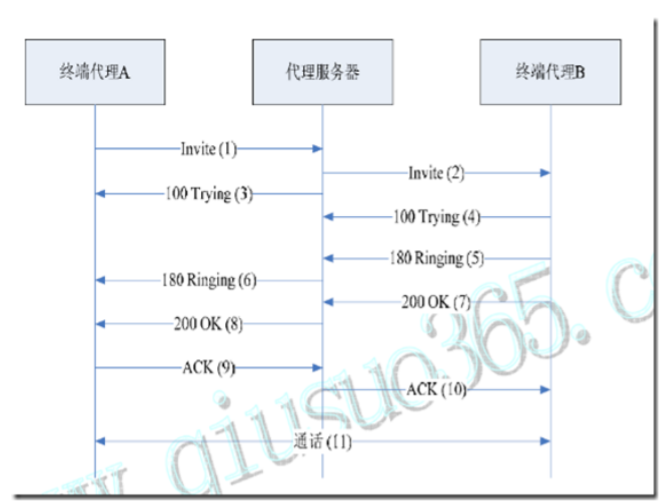 终端代理A
代理服务器
终端代理B
Invite (1)
Invite (2)
100 Trying (3)
100 Trying (4)
180 Ringing (5)
180 Ringing (6)
200 OK (7)
200 OK (8)
ACK (9)
ACK (10)
通话 (11)
www.qiusuo365.c